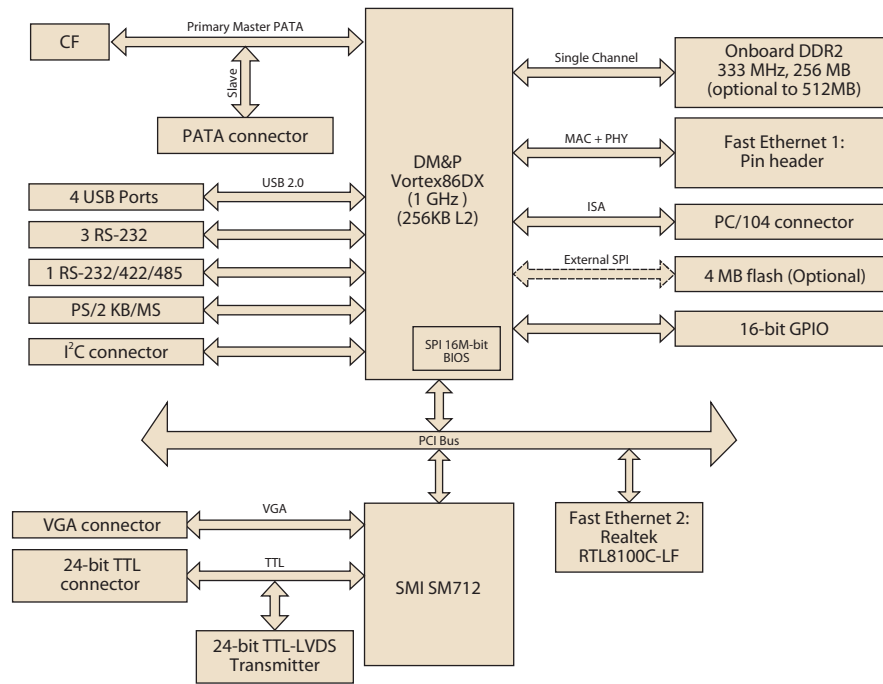 CF
Primary Master PATA
Slave
PATA connector
4 USB Ports
USB 2.0
3 RS-232
1 RS-232/422/485
PS/2 KB/MS
I²C connector
DM&P
Vortex86DX
(1 GHz )
(256KB L2)
SPI 16M-bit
BIOS
Single Channel
Onboard DDR2
333 MHz, 256 MB
(optional to 512MB)
MAC + PHY
Fast Ethernet 1:
Pin header
ISA
PC/104 connector
External SPI
4 MB flash (Optional)
16-bit GPIO
PCI Bus
VGA connector
VGA
24-bit TTL
connector
TTL
24-bit TTL-LVDS
Transmitter
SMI SM712
Fast Ethernet 2:
Realtek
RTL8100C-LF